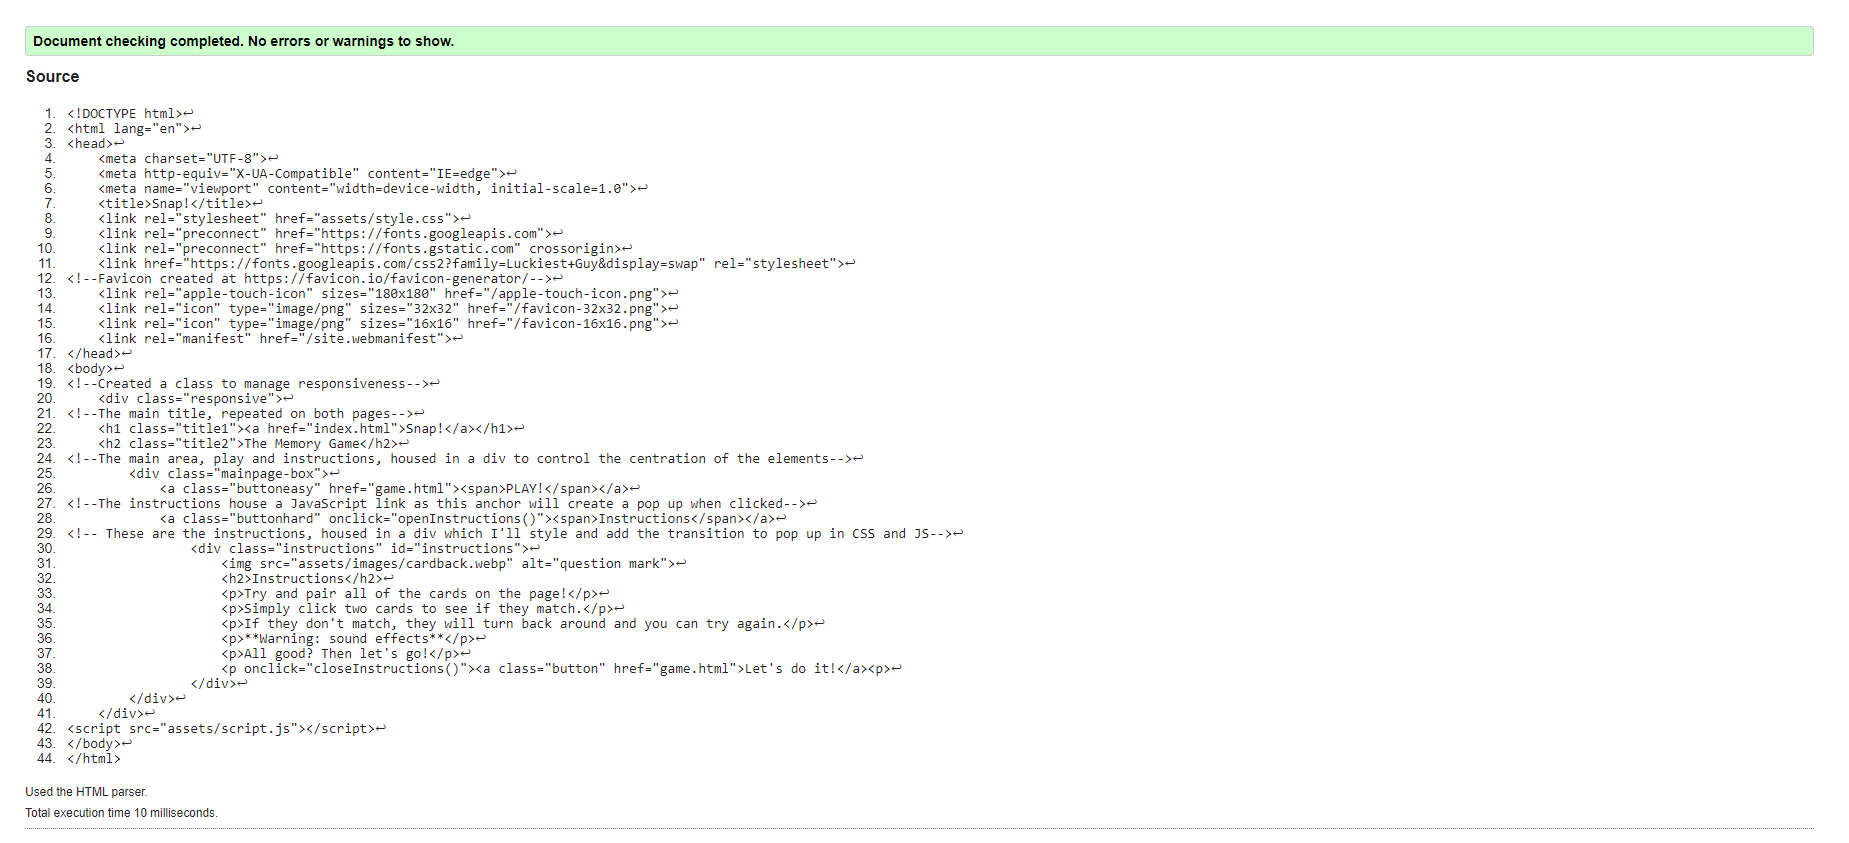 Document checking completed. No errors or warnings to show.
Source
1. <!DOCTYPE html>↩
2. <html lang="en">↩
3. <head>↩
4.     <meta charset="UTF-8">↩
5.     <meta http-equiv="X-UA-Compatible" content="IE=edge">↩
6.     <meta name="viewport" content="width=device-width, initial-scale=1.0">↩
7.     <title>Snap!</title>↩
8.     <link rel="stylesheet" href="assets/style.css">↩
9.     <link rel="preconnect" href="https://fonts.googleapis.com">↩
10.     <link rel="preconnect" href="https://fonts.gstatic.com" crossorigin>↩
11.     <link href="https://fonts.googleapis.com/css2?family=Luckiest+Guy&display=swap" rel="stylesheet">↩
12. <!--Favicon created at https://favicon.io/favicon-generator/-->↩
13.     <link rel="apple-touch-icon" sizes="180x180" href="/apple-touch-icon.png">↩
14.     <link rel="icon" type="image/png" sizes="32x32" href="/favicon-32x32.png">↩
15.     <link rel="icon" type="image/png" sizes="16x16" href="/favicon-16x16.png">↩
16.     <link rel="manifest" href="/site.webmanifest">↩
17. </head>↩
18. <body>↩
19. <!--Created a class to manage responsiveness-->↩
20.     <div class="responsive">↩
21. <!--The main title, repeated on both pages-->↩
22.     <h1 class="title1"><a href="index.html">Snap!</a></h1>↩
23.     <h2 class="title2">The Memory Game</h2>↩
24. <!--The main area, play and instructions, housed in a div to control the centration of the elements-->↩
25.         <div class="mainpage-box">↩
26.             <a class="buttoneasy" href="game.html"><span>PLAY!</span></a>↩
27. <!--The instructions house a JavaScript link as this anchor will create a pop up when clicked-->↩
28.             <a class="buttonhard" onclick="openInstructions()"><span>Instructions</span></a>↩
29. <!-- These are the instructions, housed in a div which I'll style and add the transition to pop up in CSS and JS-->↩
30.                 <div class="instructions" id="instructions">↩
31.                     <img src="assets/images/cardback.webp" alt="question mark">↩
32.                     <h2>Instructions</h2>↩
33.                     <p>Try and pair all of the cards on the page!</p>↩
34.                     <p>Simply click two cards to see if they match.</p>↩
35.                     <p>If they don't match, they will turn back around and you can try again.</p>↩
36.                     <p>**Warning: sound effects**</p>↩
37.                     <p>All good? Then let's go!</p>↩
38.                     <p onclick="closeInstructions()"><a class="button" href="game.html">Let's do it!</a><p>↩
39.                 </div>↩
40.         </div>↩
41.     </div>↩
42. <script src="assets/script.js"></script>↩
43. </body>↩
44. </html>
Used the HTML parser.
Total execution time 10 milliseconds.